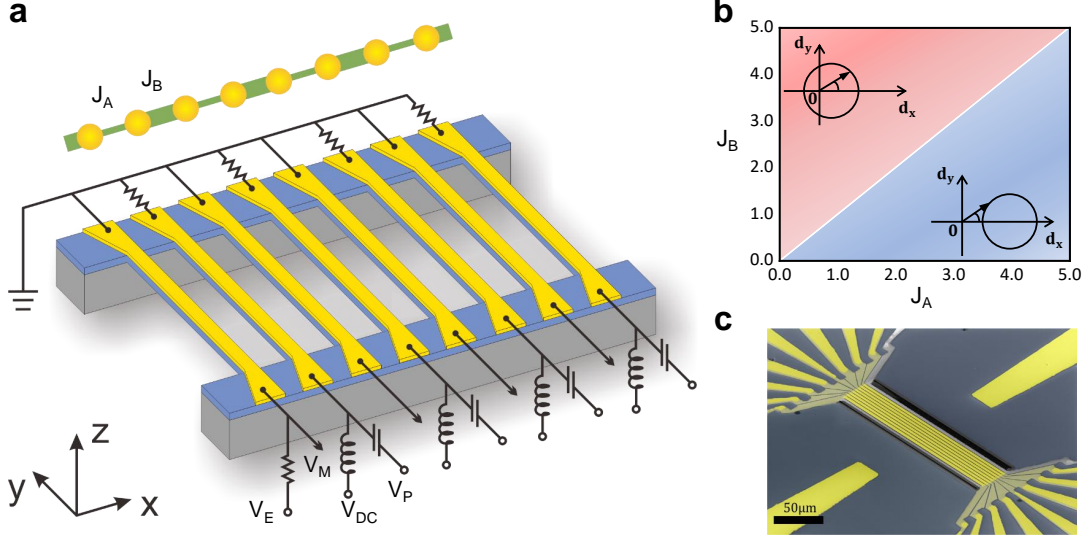 a
J_A J_B
V_M
V_E V_DC V_P
z
y x
b
J_B
5.0
4.0
3.0
2.0
1.0
0.0
d_y
0 d_x
d_y
0 d_x
0.0 1.0 2.0 3.0 4.0 5.0
J_A
c
50μm